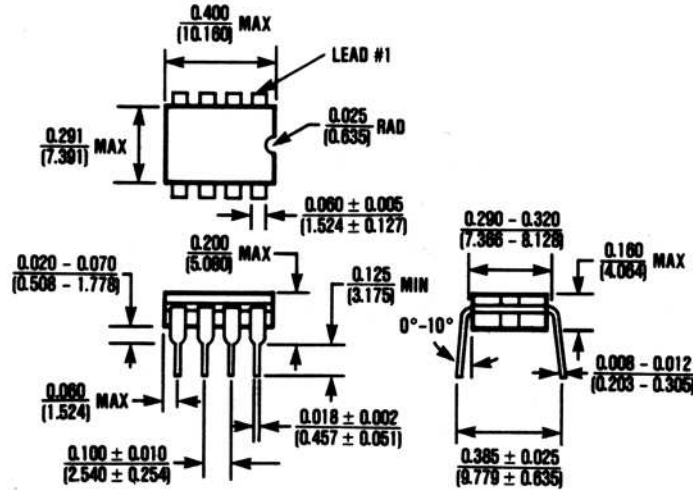 0.400 MAX
(10.160)
LEAD #1
0.025 RAD
(0.635)
0.291 MAX
(7.391)
0.060 ± 0.005
(1.524 ± 0.127)
0.290 - 0.320
(7.366 - 8.128)
0.200 MAX
(5.080)
0.160 MAX
(4.064)
0.020 - 0.070
(0.508 - 1.778)
0.125 MIN
(3.175)
0°-10°
0.008 - 0.012
(0.203 - 0.305)
0.060 MAX
(1.524)
0.018 ± 0.002
(0.457 ± 0.051)
0.100 ± 0.010
(2.540 ± 0.254)
0.385 ± 0.025
(9.779 ± 0.635)